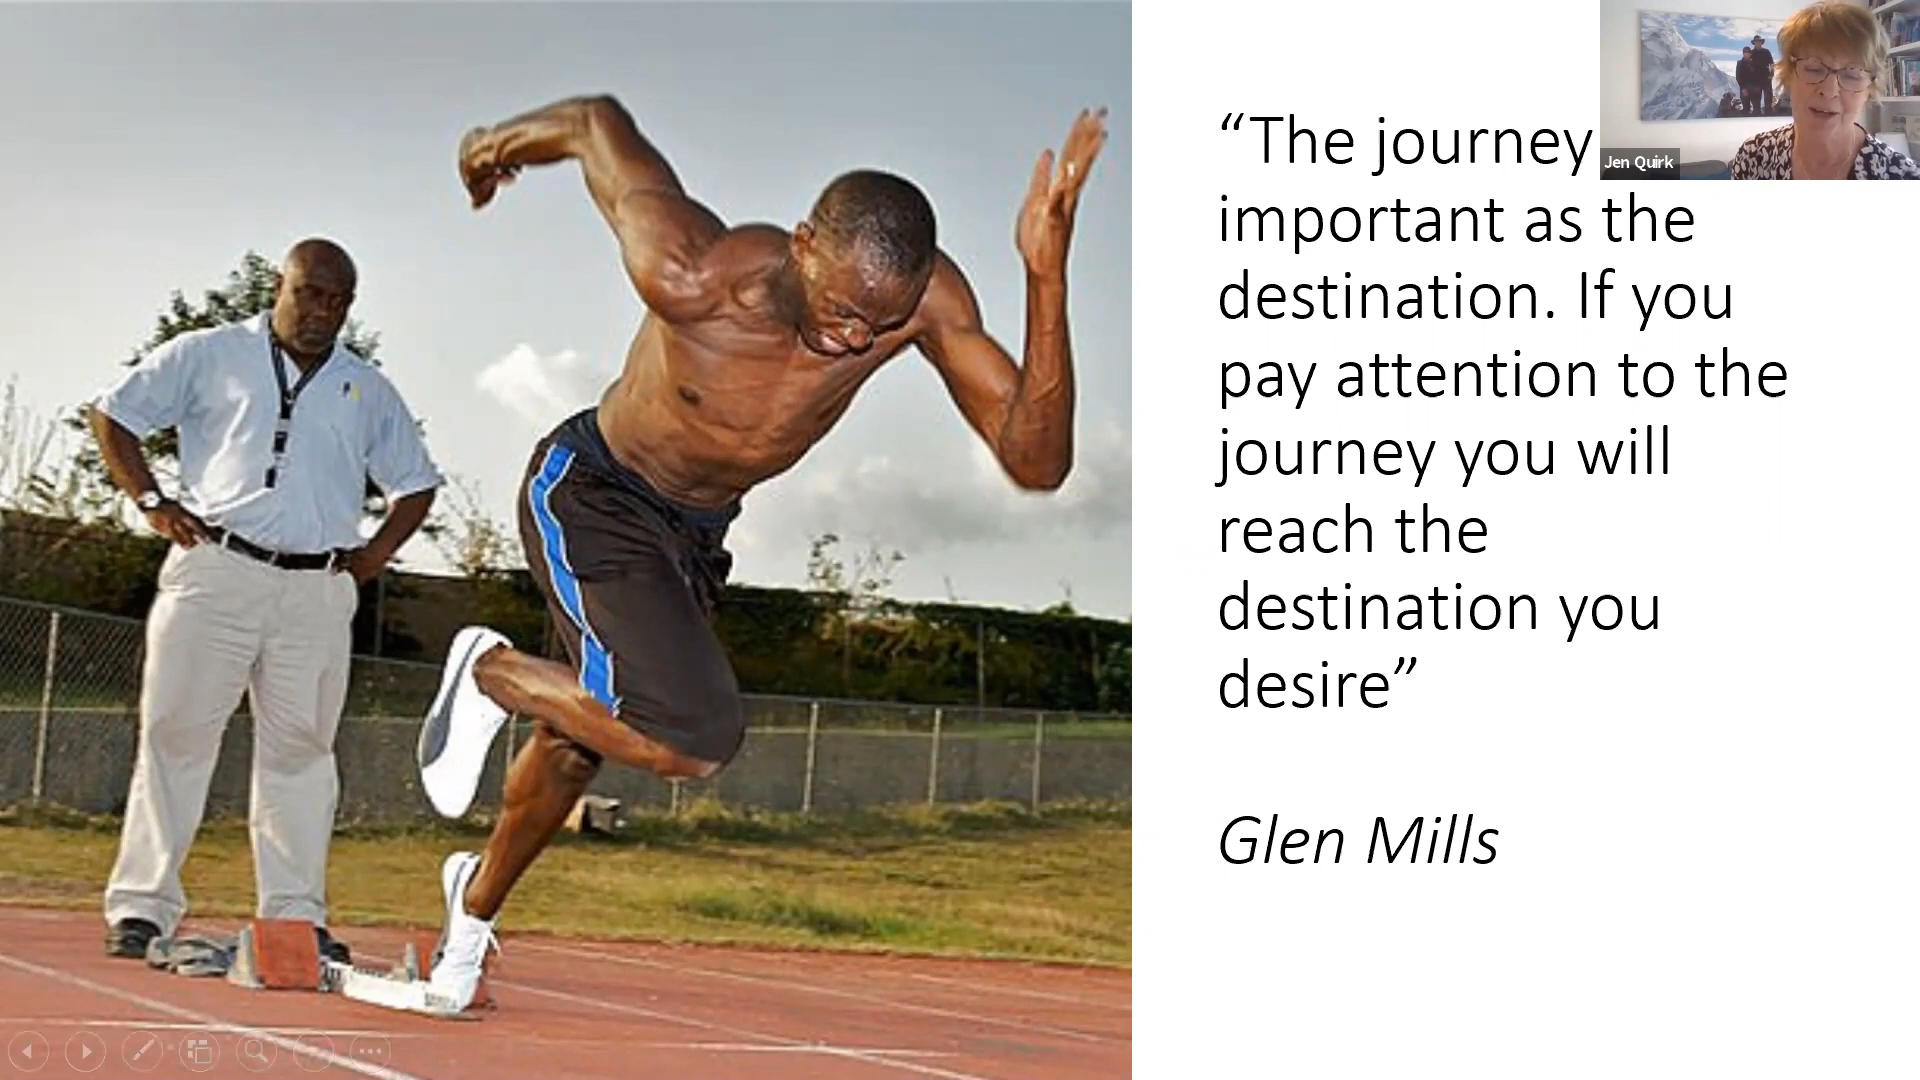 “The journey
important as the
destination. If you
pay attention to the
journey you will
reach the
destination you
desire”
Glen Mills
Jen Quirk